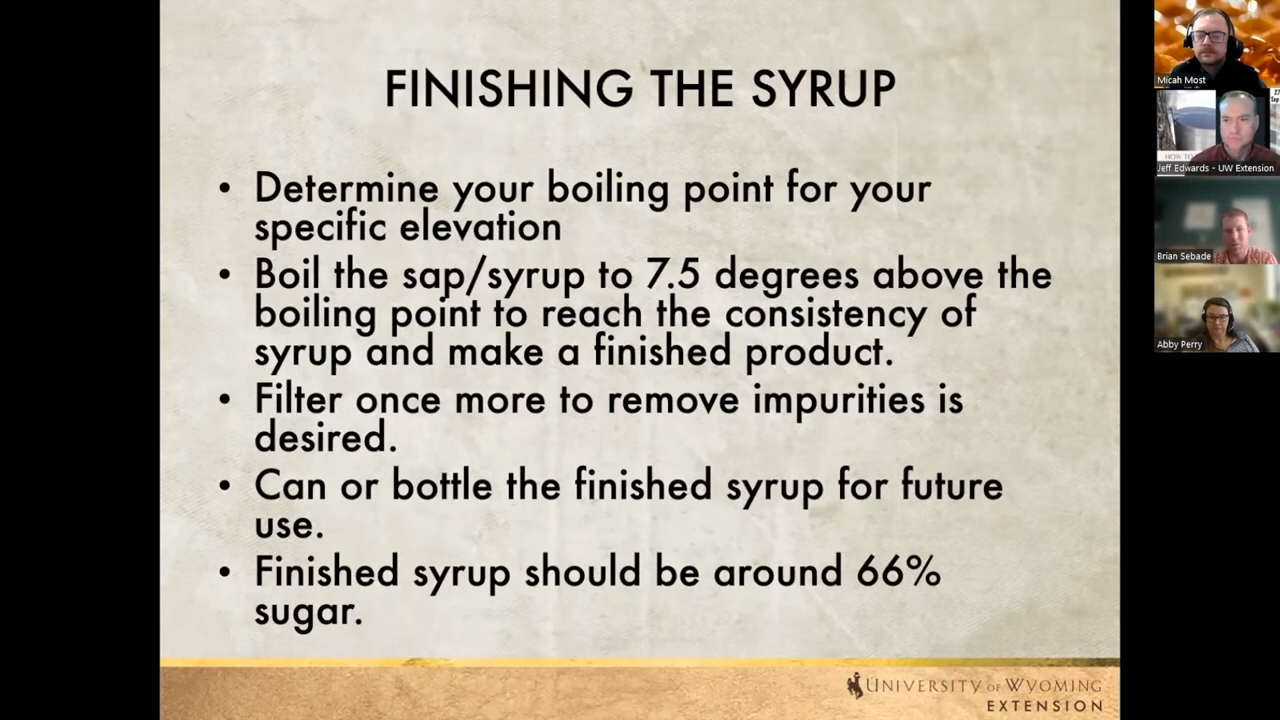 FINISHING THE SYRUP
• Determine your boiling point for your
specific elevation
• Boil the sap/syrup to 7.5 degrees above the
boiling point to reach the consistency of
syrup and make a finished product.
• Filter once more to remove impurities is
desired.
• Can or bottle the finished syrup for future
use.
• Finished syrup should be around 66%
sugar.
UNIVERSITY OF WYOMING
EXTENSION
Micah Most
HOW TO
Jeff Edwards - UW Extension
Brian Sebade
Abby Perry